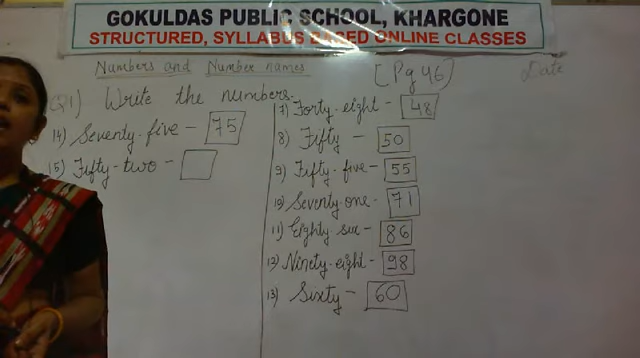 GOKULDAS PUBLIC SCHOOL, KHARGONE
STRUCTURED, SYLLABUS BASED ONLINE CLASSES
Numbers and Number names
[Pg 46)
Date
Q1) Write the numbers.
14) Seventy-five - 75
15) Fifty-two -
7) Forty-eight - 48
8) Fifty - 50
9) Fifty-five - 55
10) Seventy-one - 71
11) Eighty six - 86
12) Ninety-eight - 98
13) Sixty - 60